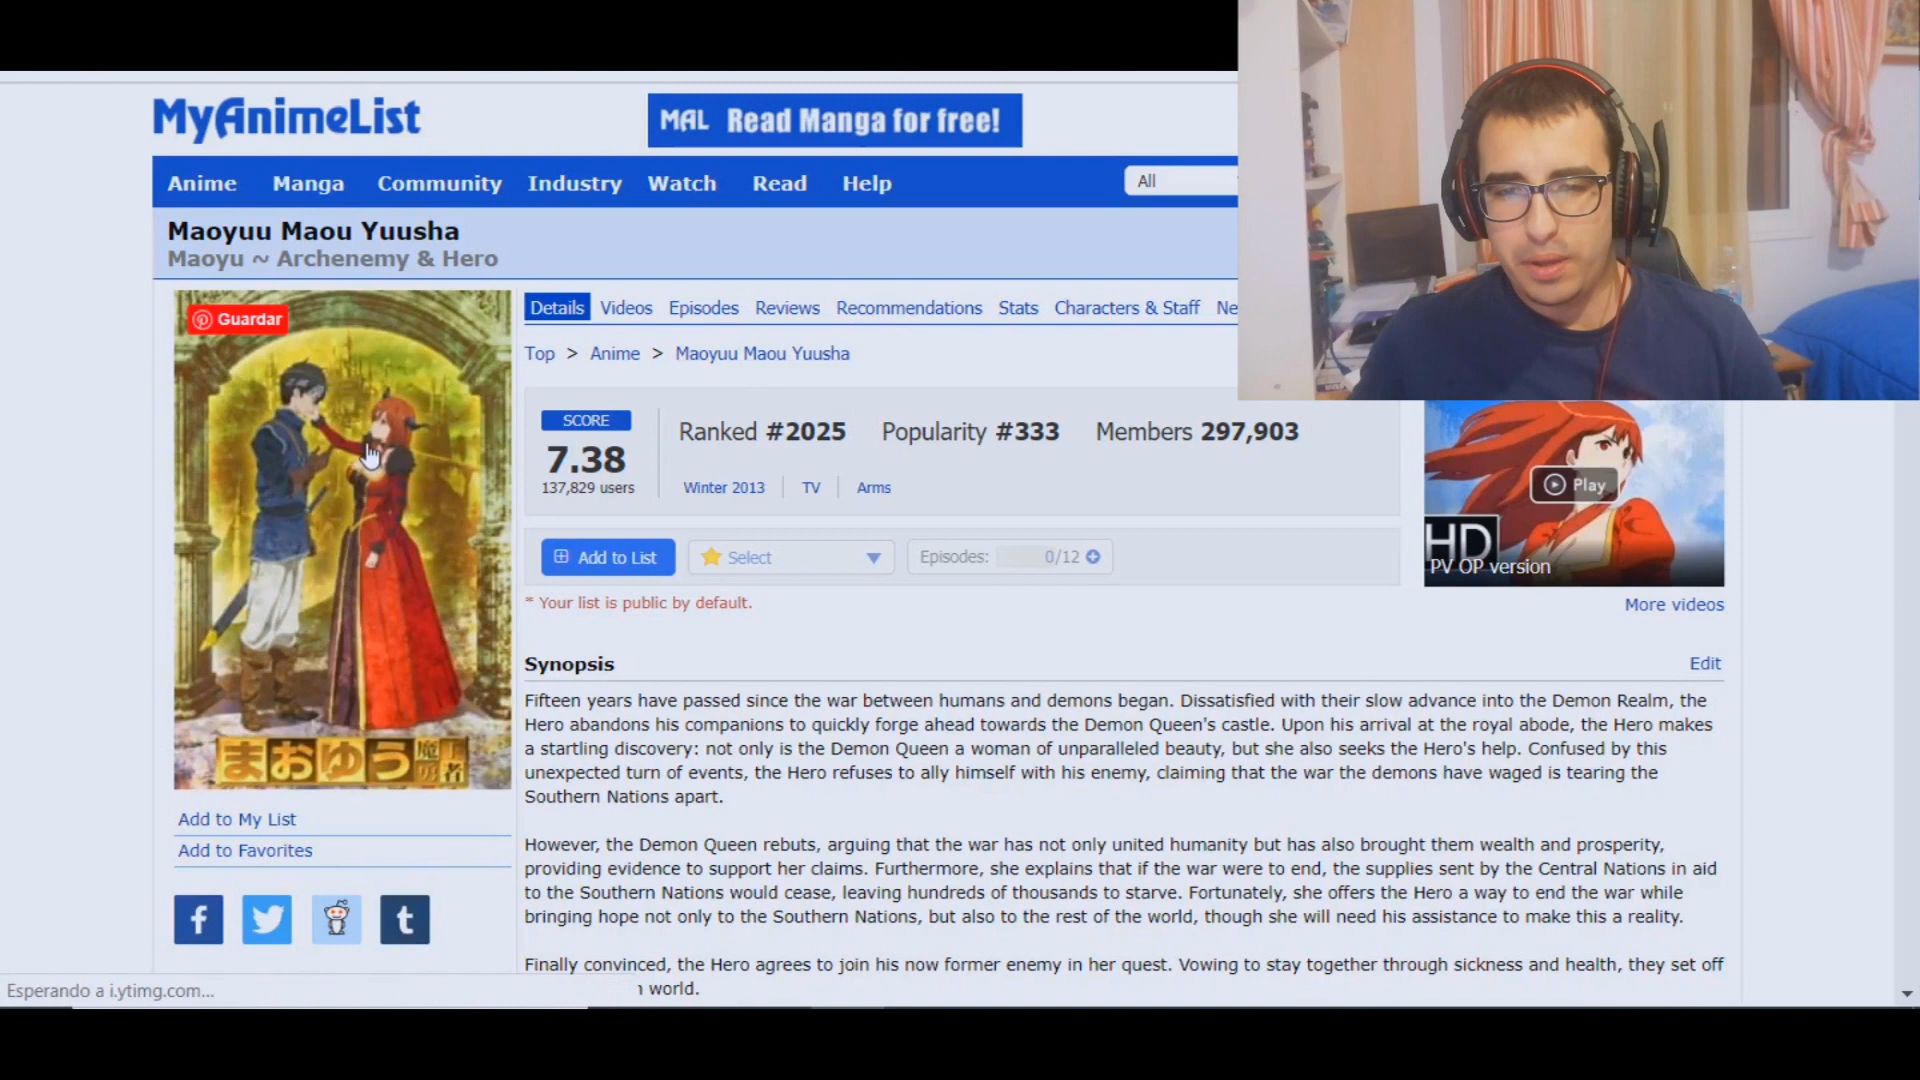 MyAnimeList
MAL Read Manga for free!
Anime Manga Community Industry Watch Read Help
All
Maoyuu Maou Yuusha
Maoyu ~ Archenemy & Hero
Guardar
Details Videos Episodes Reviews Recommendations Stats Characters & Staff Ne
Top > Anime > Maoyuu Maou Yuusha
SCORE
7.38
137,829 users
Ranked #2025 Popularity #333 Members 297,903
Winter 2013 TV Arms
Add to List Select Episodes: 0/12
* Your list is public by default.
Play
HD
PV OP version
More videos
Synopsis
Edit
Fifteen years have passed since the war between humans and demons began. Dissatisfied with their slow advance into the Demon Realm, the
Hero abandons his companions to quickly forge ahead towards the Demon Queen's castle. Upon his arrival at the royal abode, the Hero makes
a startling discovery: not only is the Demon Queen a woman of unparalleled beauty, but she also seeks the Hero's help. Confused by this
unexpected turn of events, the Hero refuses to ally himself with his enemy, claiming that the war the demons have waged is tearing the
Southern Nations apart.
However, the Demon Queen rebuts, arguing that the war has not only united humanity but has also brought them wealth and prosperity,
providing evidence to support her claims. Furthermore, she explains that if the war were to end, the supplies sent by the Central Nations in aid
to the Southern Nations would cease, leaving hundreds of thousands to starve. Fortunately, she offers the Hero a way to end the war while
bringing hope not only to the Southern Nations, but also to the rest of the world, though she will need his assistance to make this a reality.
Finally convinced, the Hero agrees to join his now former enemy in her quest. Vowing to stay together through sickness and health, they set off
world.
まおゆう魔王勇者
Add to My List
Add to Favorites
f
t
Esperando a i.ytimg.com...